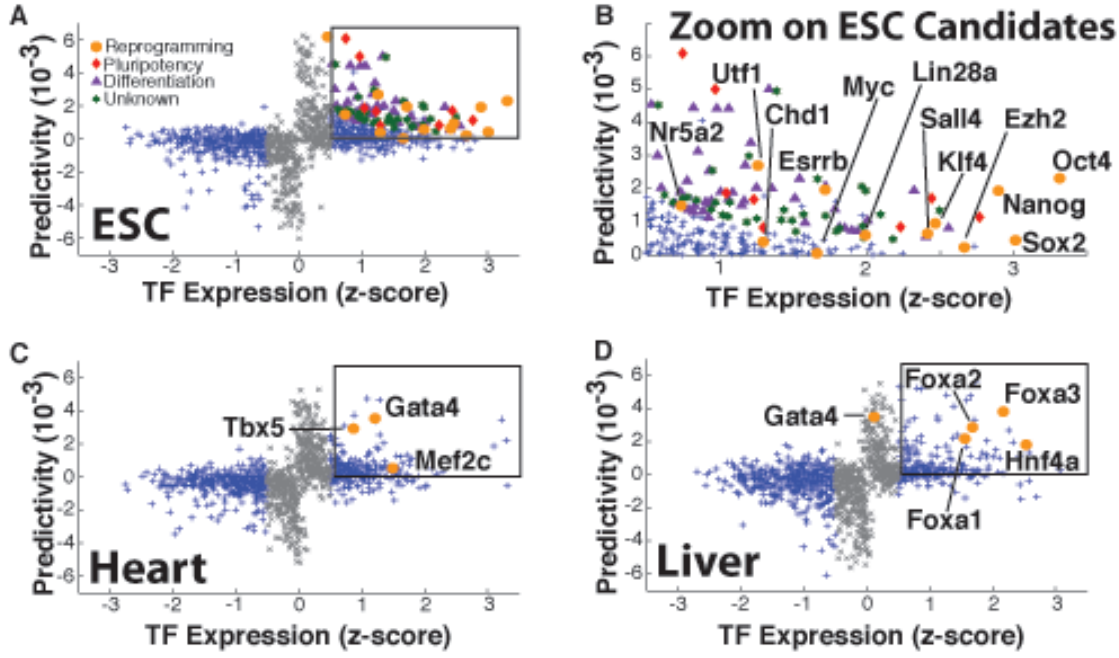 A
Predictivity (10⁻³)
6
4
2
0
-2
-4
-6
Reprogramming
Pluripotency
Differentiation
Unknown
ESC
-3 -2 -1 0 1 2 3
TF Expression (z-score)
B
Zoom on ESC Candidates
Predictivity (10⁻³)
6
5
4
3
2
1
0
Utf1
Lin28a
Myc
Chd1
Nr5a2
Sall4
Ezh2
Esrrb
Klf4
Oct4
Nanog
Sox2
1 2 3
TF Expression (z-score)
C
Predictivity (10⁻³)
6
4
2
0
-2
-4
-6
Tbx5
Gata4
Mef2c
Heart
-3 -2 -1 0 1 2 3
TF Expression (z-score)
D
Predictivity (10⁻³)
6
4
2
0
-2
-4
-6
Foxa2
Foxa3
Gata4
Hnf4a
Foxa1
Liver
-3 -2 -1 0 1 2 3
TF Expression (z-score)